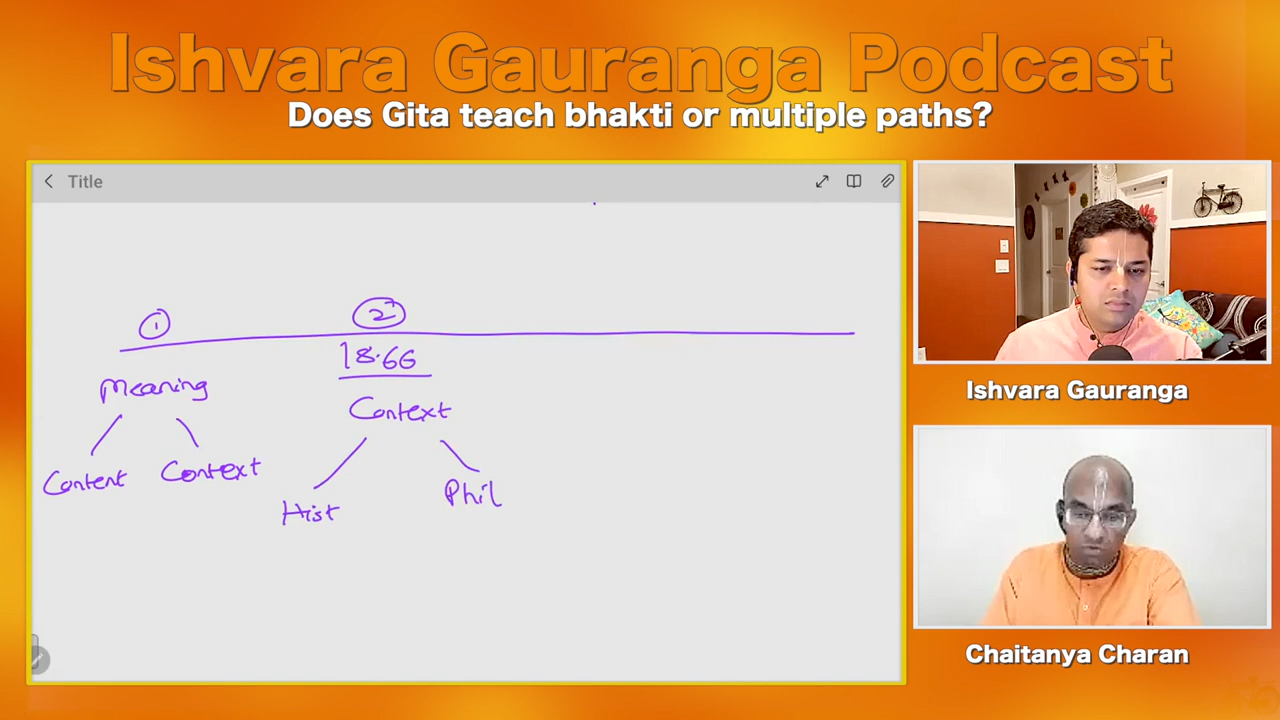 Ishvara Gauranga Podcast
Does Gita teach bhakti or multiple paths?
Title
1 2
18.66
Meaning
Context
Content Context
Hist Phil
Ishvara Gauranga
Chaitanya Charan